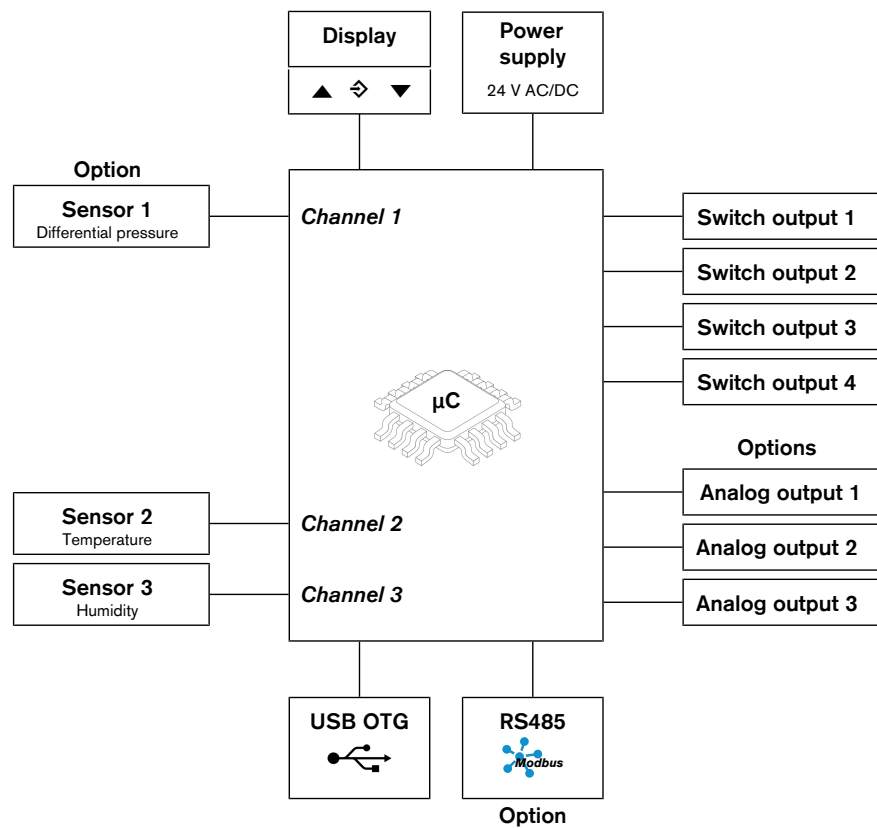 Display
Power
supply
24 V AC/DC
Option
Sensor 1
Differential pressure
Channel 1
Switch output 1
Switch output 2
Switch output 3
Switch output 4
µC
Options
Analog output 1
Sensor 2
Temperature
Channel 2
Analog output 2
Sensor 3
Humidity
Channel 3
Analog output 3
USB OTG
RS485
Modbus
Option